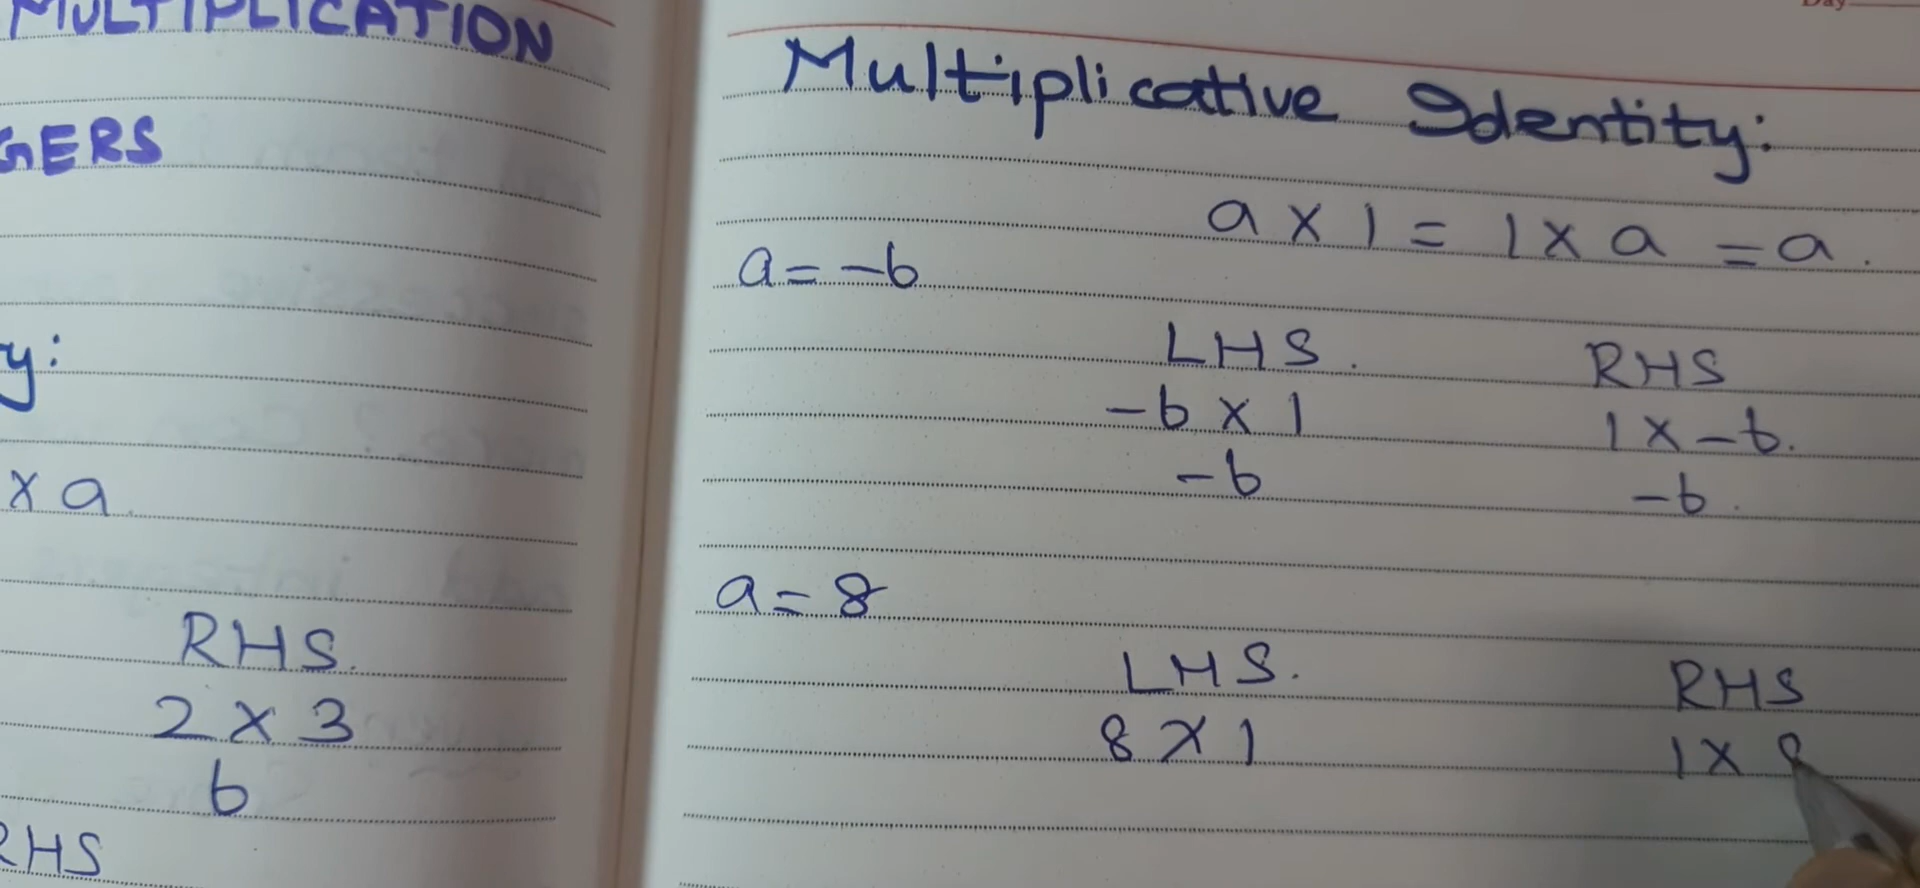 MULTIPLICATION
GERS
y:
x a
RHS.
2 x 3
6
RHS
Day
Multiplicative Identity:
a x 1 = 1 x a = a.
a = -6
LHS. RHS
-6 x 1 1 x -6.
-6 -6.
a = 8
LHS. RHS
8 x 1 1 x 8